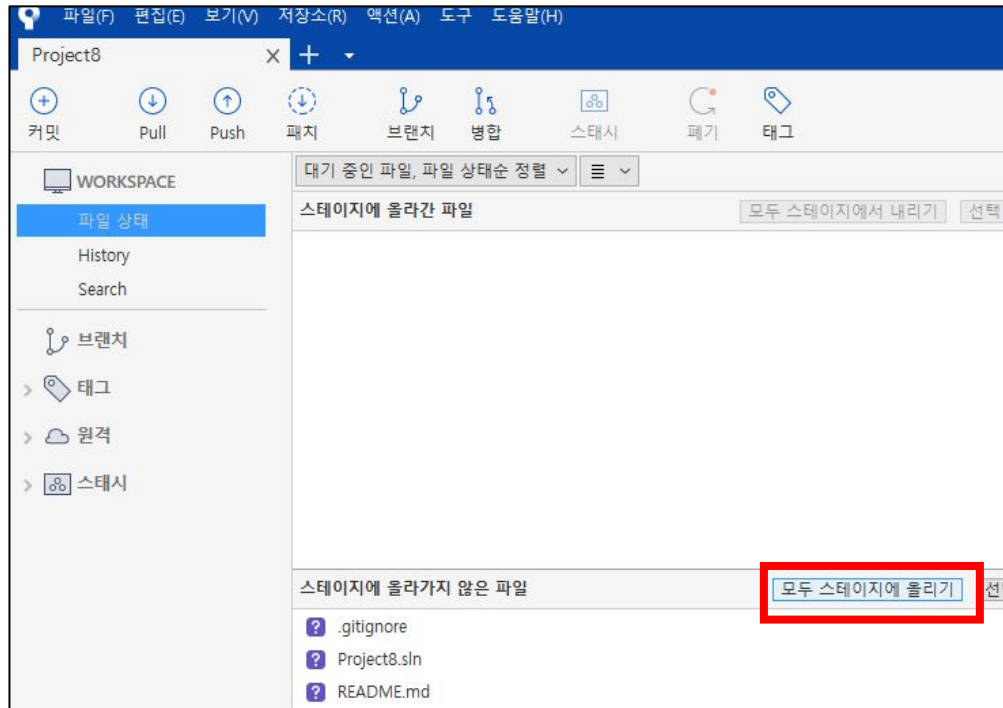 파일(F) 편집(E) 보기(V) 저장소(R) 액션(A) 도구 도움말(H)
Project8
커밋 Pull Push 패치 브랜치 병합 스태시 폐기 태그
WORKSPACE
파일 상태
History
Search
브랜치
태그
원격
스태시
대기 중인 파일, 파일 상태순 정렬
스테이지에 올라간 파일 모두 스테이지에서 내리기 선택
스테이지에 올라가지 않은 파일 모두 스테이지에 올리기
.gitignore
Project8.sln
README.md